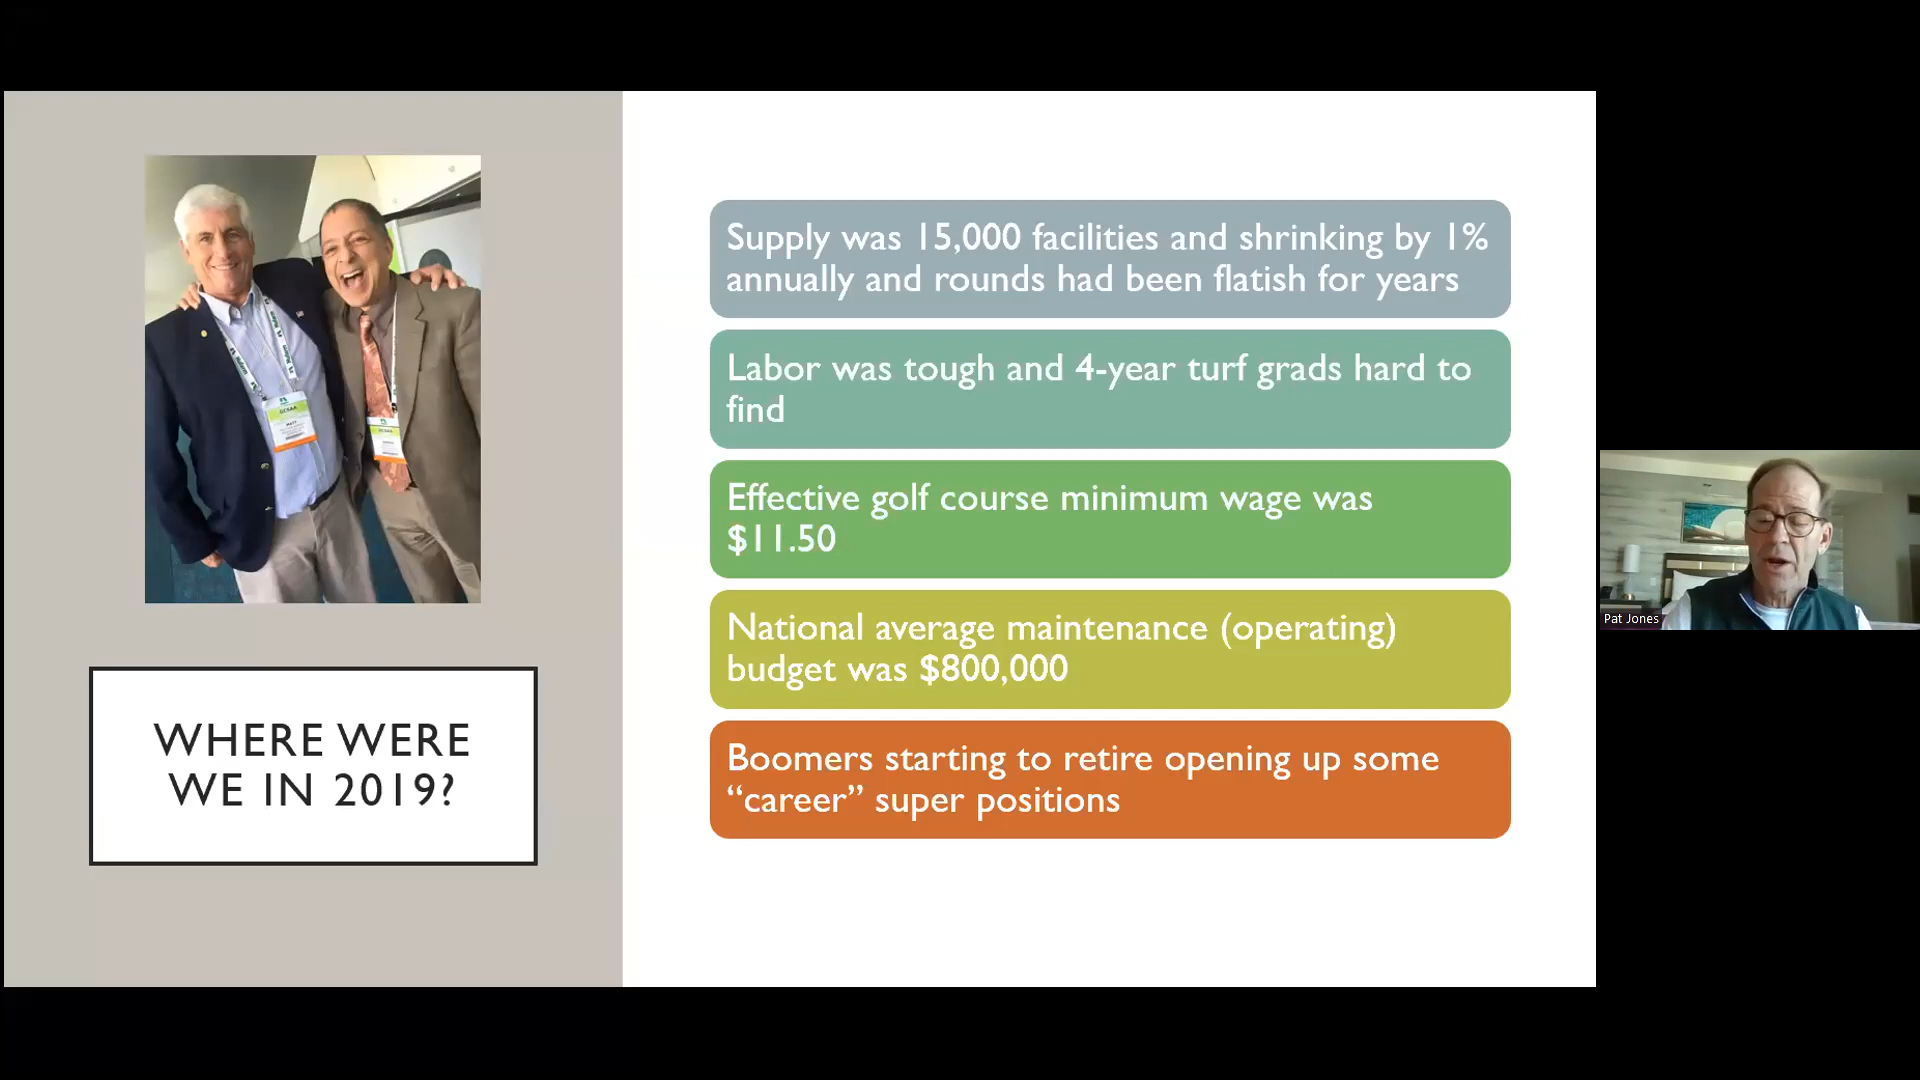 Supply was 15,000 facilities and shrinking by 1%
annually and rounds had been flatish for years
Labor was tough and 4-year turf grads hard to
find
Effective golf course minimum wage was
$11.50
National average maintenance (operating)
budget was $800,000
Boomers starting to retire opening up some
“career” super positions
WHERE WERE
WE IN 2019?
GCSAA
MATT
Pat Jones